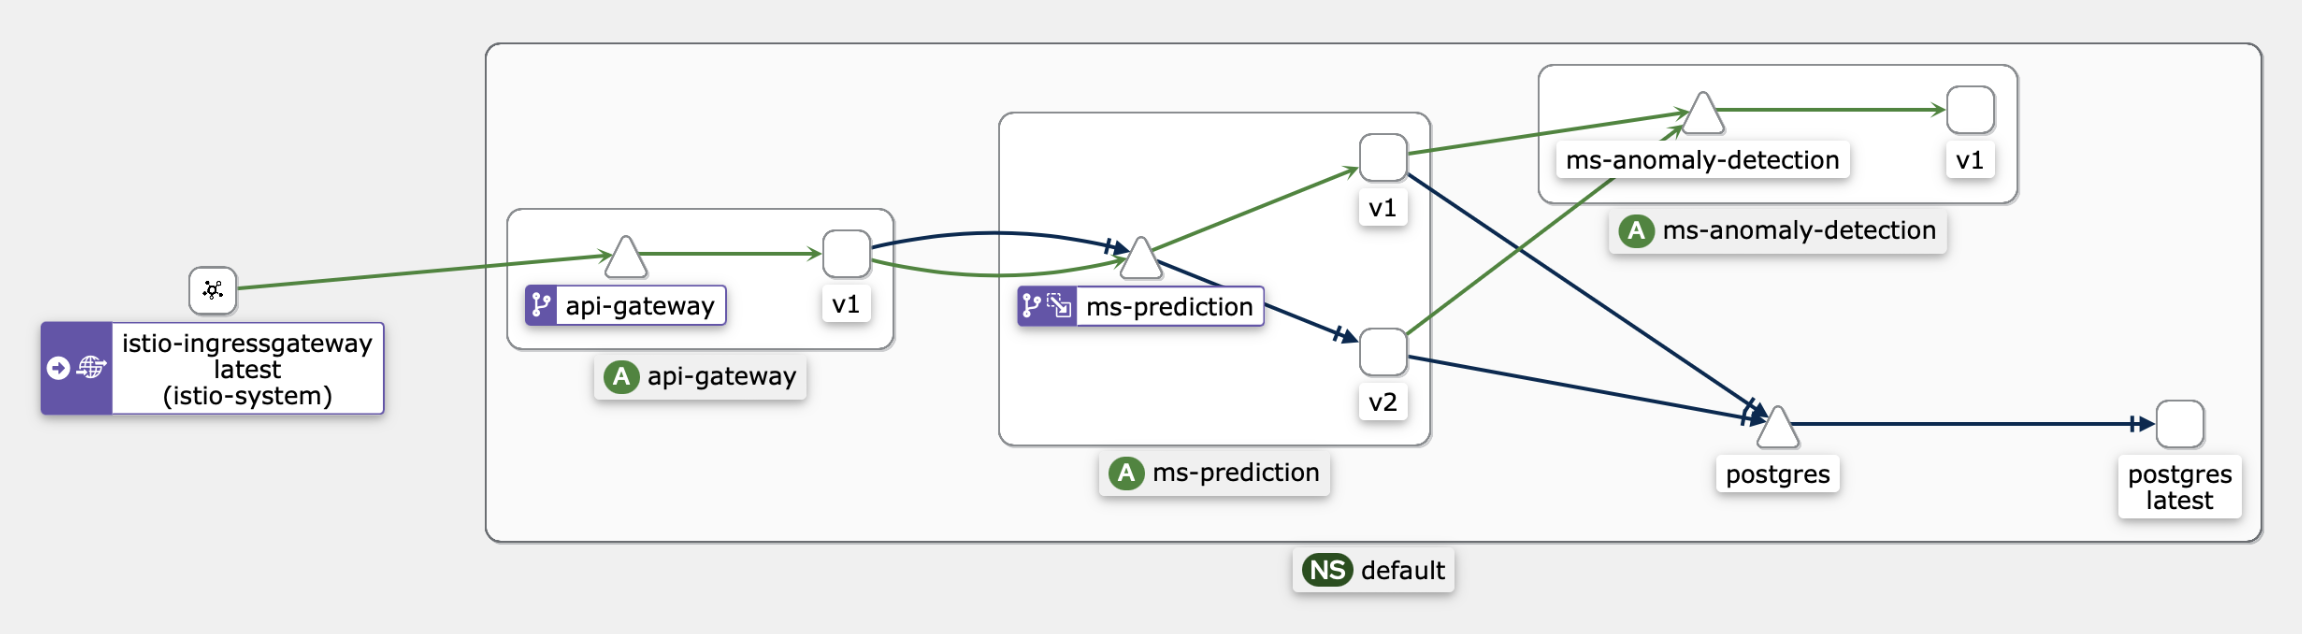 istio-ingressgateway
latest
(istio-system)
api-gateway
v1
A api-gateway
ms-prediction
v1
v2
A ms-prediction
ms-anomaly-detection
v1
A ms-anomaly-detection
postgres
postgres
latest
NS default